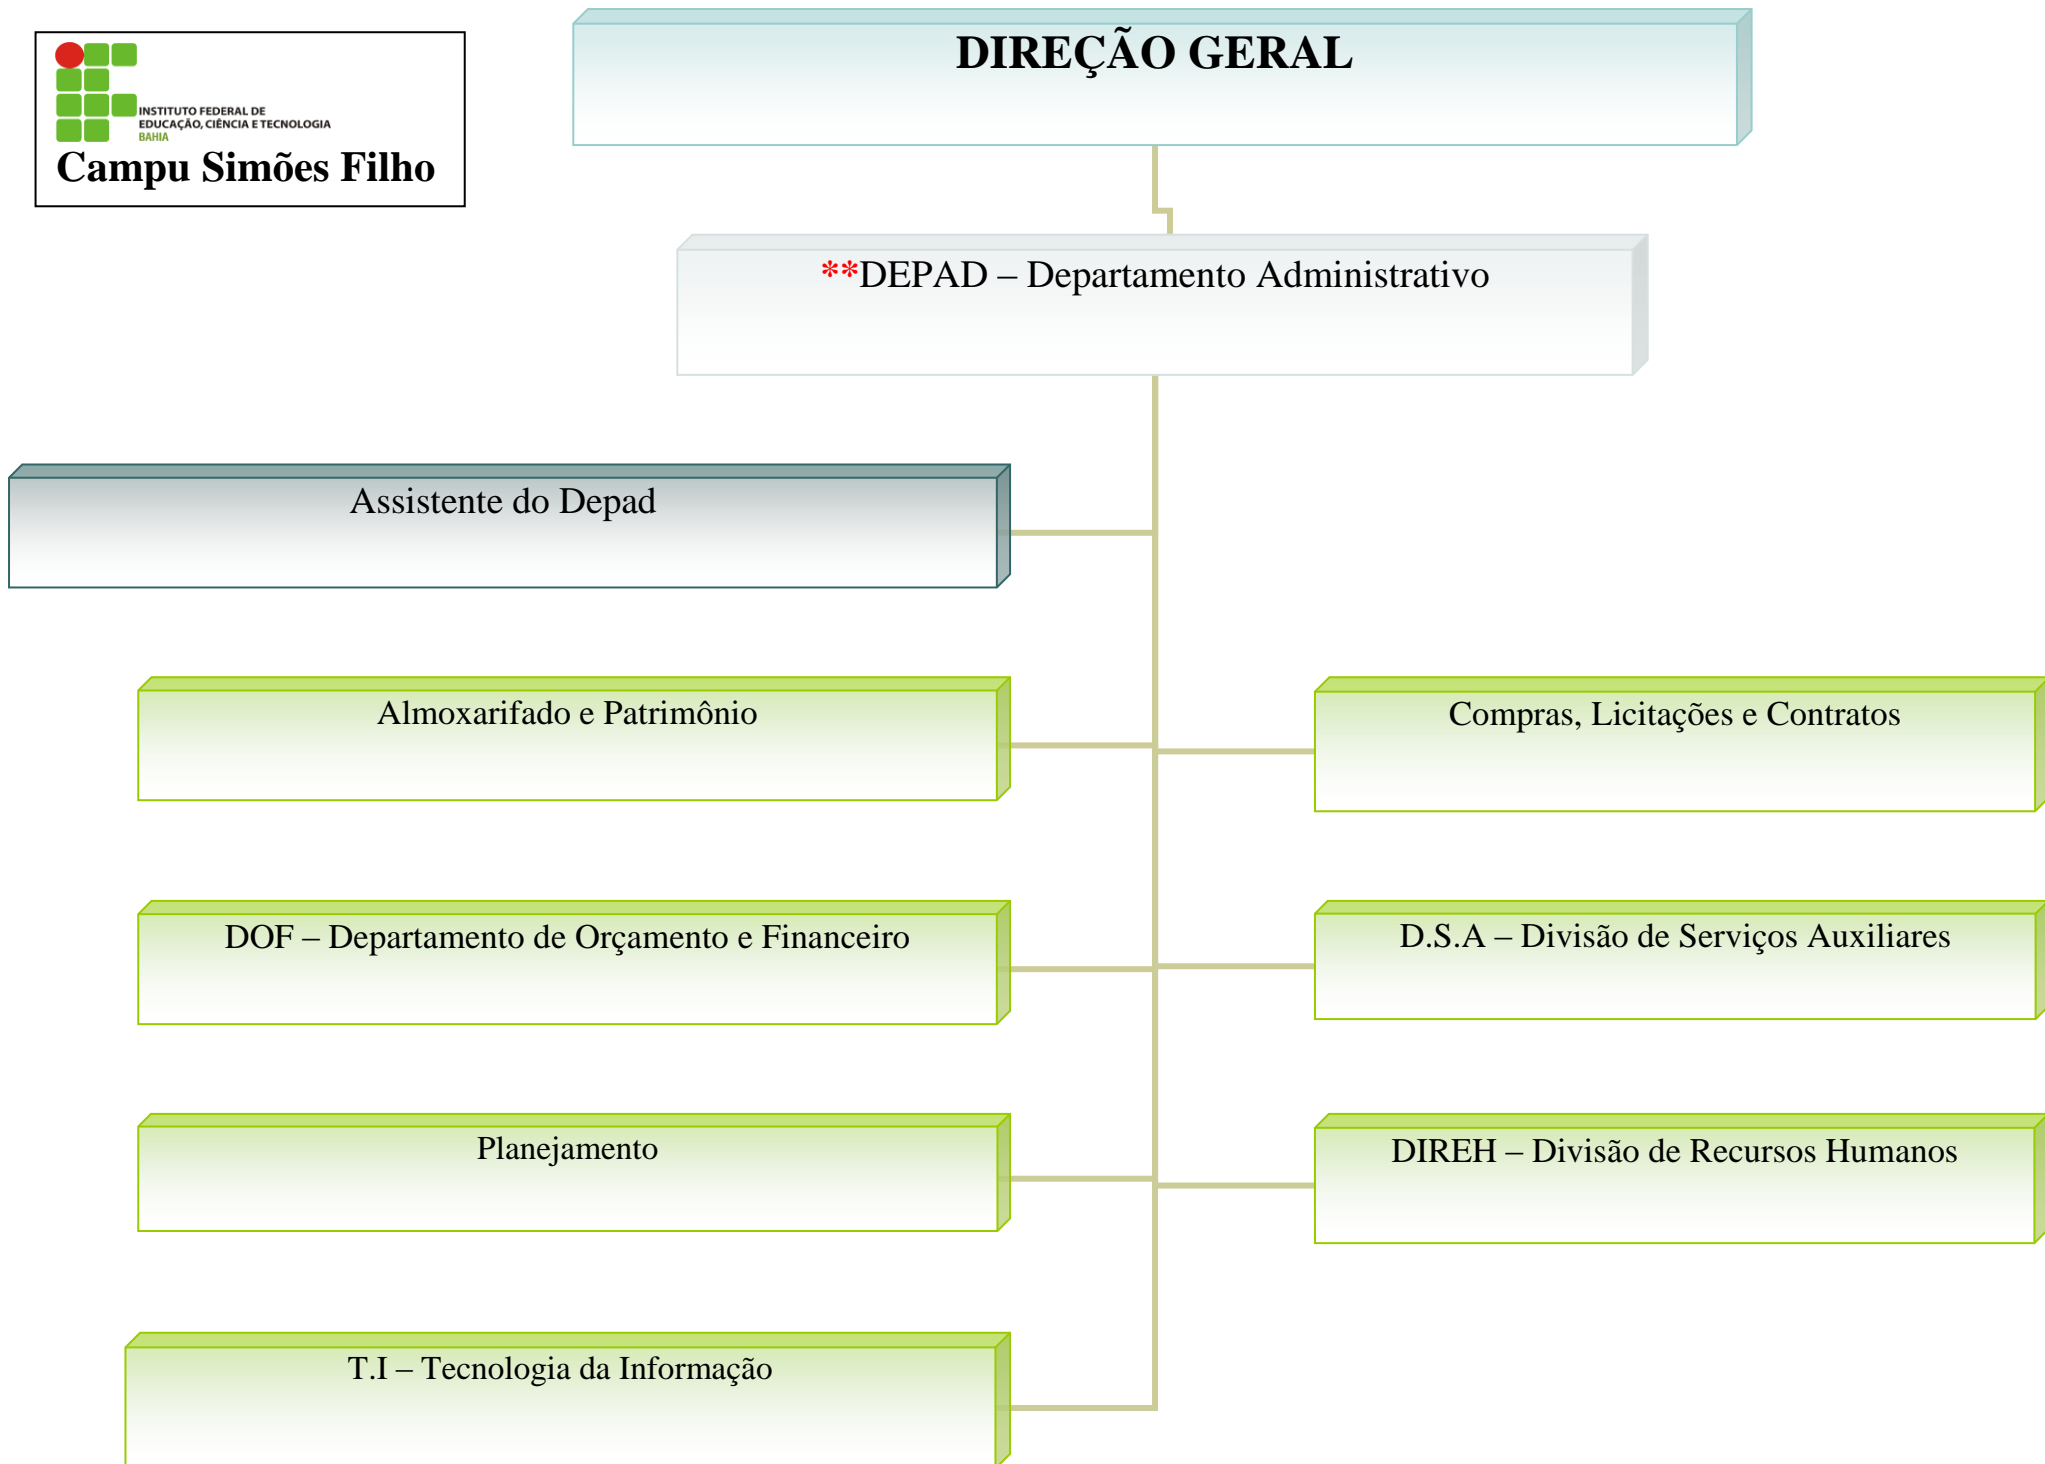 DIREÇÃO GERAL
INSTITUTO FEDERAL DE
EDUCAÇÃO, CIÊNCIA E TECNOLOGIA
BAHIA
Campu Simões Filho
**DEPAD – Departamento Administrativo
Assistente do Depad
Almoxarifado e Patrimônio
Compras, Licitações e Contratos
DOF – Departamento de Orçamento e Financeiro
D.S.A – Divisão de Serviços Auxiliares
Planejamento
DIREH – Divisão de Recursos Humanos
T.I – Tecnologia da Informação